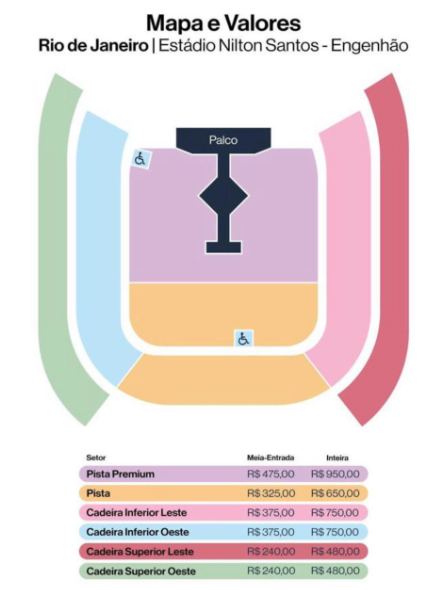 Mapa e Valores
Rio de Janeiro | Estádio Nilton Santos - Engenhão
Palco
Setor Meia-Entrada Inteira
Pista Premium R$ 475,00 R$ 950,00
Pista R$ 325,00 R$ 650,00
Cadeira Inferior Leste R$ 375,00 R$ 750,00
Cadeira Inferior Oeste R$ 375,00 R$ 750,00
Cadeira Superior Leste R$ 240,00 R$ 480,00
Cadeira Superior Oeste R$ 240,00 R$ 480,00